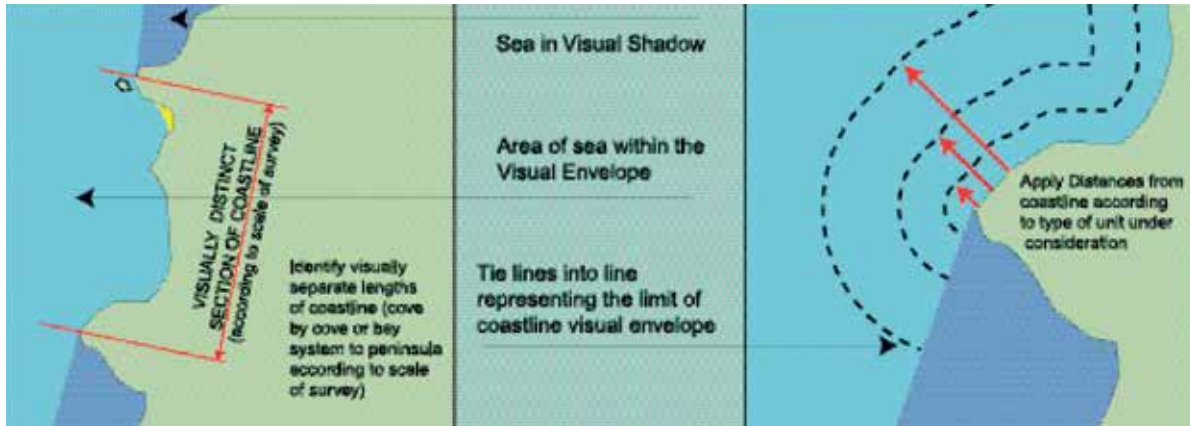 VISUALLY DISTINCT
SECTION OF COASTLINE
(according to scale of survey)
Identify visually
separate lengths
of coastline (cove
by cove or bay
system to peninsula
according to scale
of survey)
Sea in Visual Shadow
Area of sea within the
Visual Envelope
Tie lines into line
representing the limit of
coastline visual envelope
Apply Distances from
coastline according
to type of unit under
consideration